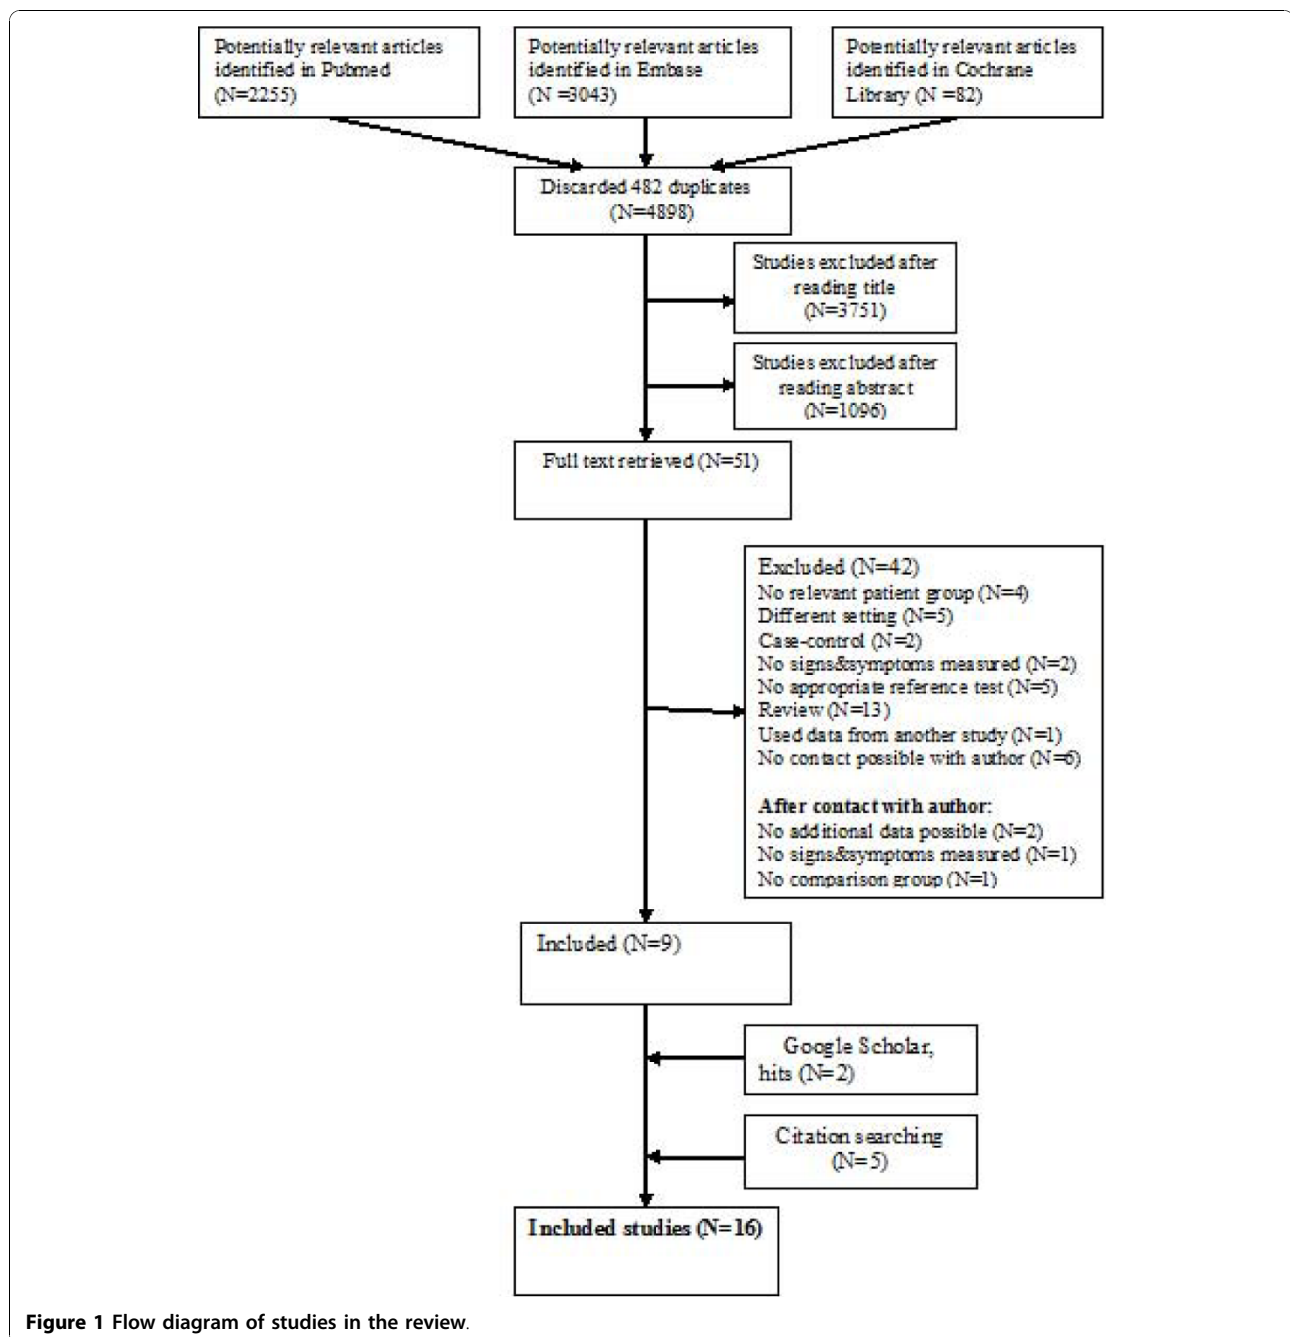 Potentially relevant articles
identified in Pubmed
(N=2255)
Potentially relevant articles
identified in Embase
(N =3043)
Potentially relevant articles
identified in Cochrane
Library (N =82)
Discarded 482 duplicates
(N=4898)
Studies excluded after
reading title
(N=3751)
Studies excluded after
reading abstract
(N=1096)
Full text retrieved (N=51)
Excluded (N=42)
No relevant patient group (N=4)
Different setting (N=5)
Case-control (N=2)
No signs&symptoms measured (N=2)
No appropriate reference test (N=5)
Review (N=13)
Used data from another study (N=1)
No contact possible with author (N=6)
After contact with author:
No additional data possible (N=2)
No signs&symptoms measured (N=1)
No comparison group (N=1)
Included (N=9)
Google Scholar,
hits (N=2)
Citation searching
(N=5)
Included studies (N=16)
Figure 1 Flow diagram of studies in the review.